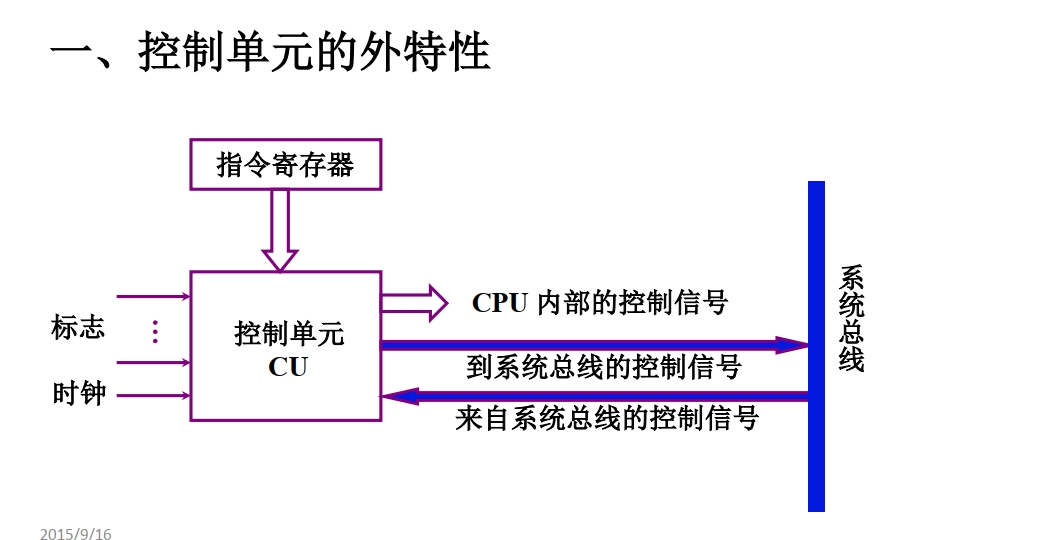 一、控制单元的外特性
指令寄存器
CPU 内部的控制信号
标志
控制单元
CU
到系统总线的控制信号
时钟
来自系统总线的控制信号
系统总线
2015/9/16